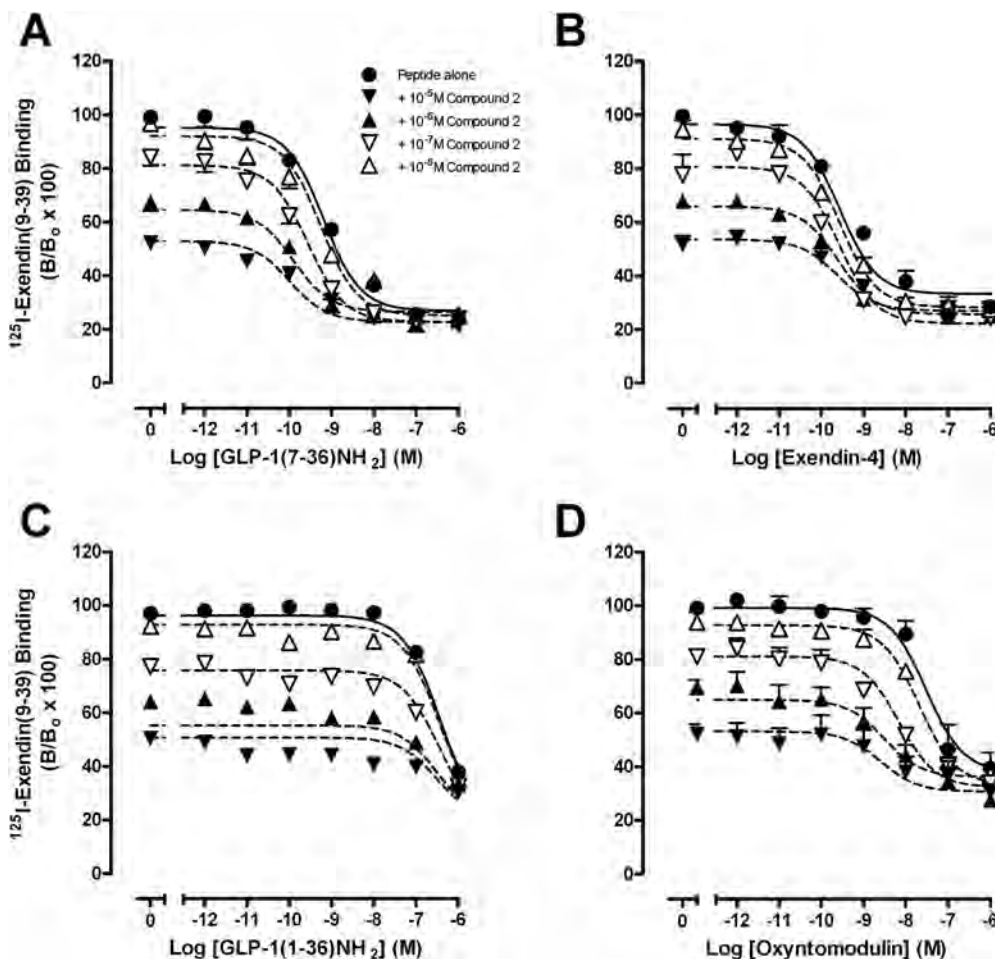 A
120
100
80
60
40
20
0
¹²⁵I-Exendin(9-39) Binding
(B/Bₒ x 100)
Peptide alone
+ 10⁻⁵M Compound 2
+ 10⁻⁶M Compound 2
+ 10⁻⁷M Compound 2
+ 10⁻⁸M Compound 2
0 -12 -11 -10 -9 -8 -7 -6
Log [GLP-1(7-36)NH₂] (M)
B
120
100
80
60
40
20
0
0 -12 -11 -10 -9 -8 -7 -6
Log [Exendin-4] (M)
C
120
100
80
60
40
20
0
¹²⁵I-Exendin(9-39) Binding
(B/Bₒ x 100)
0 -12 -11 -10 -9 -8 -7 -6
Log [GLP-1(1-36)NH₂] (M)
D
120
100
80
60
40
20
0
0 -12 -11 -10 -9 -8 -7 -6
Log [Oxyntomodulin] (M)